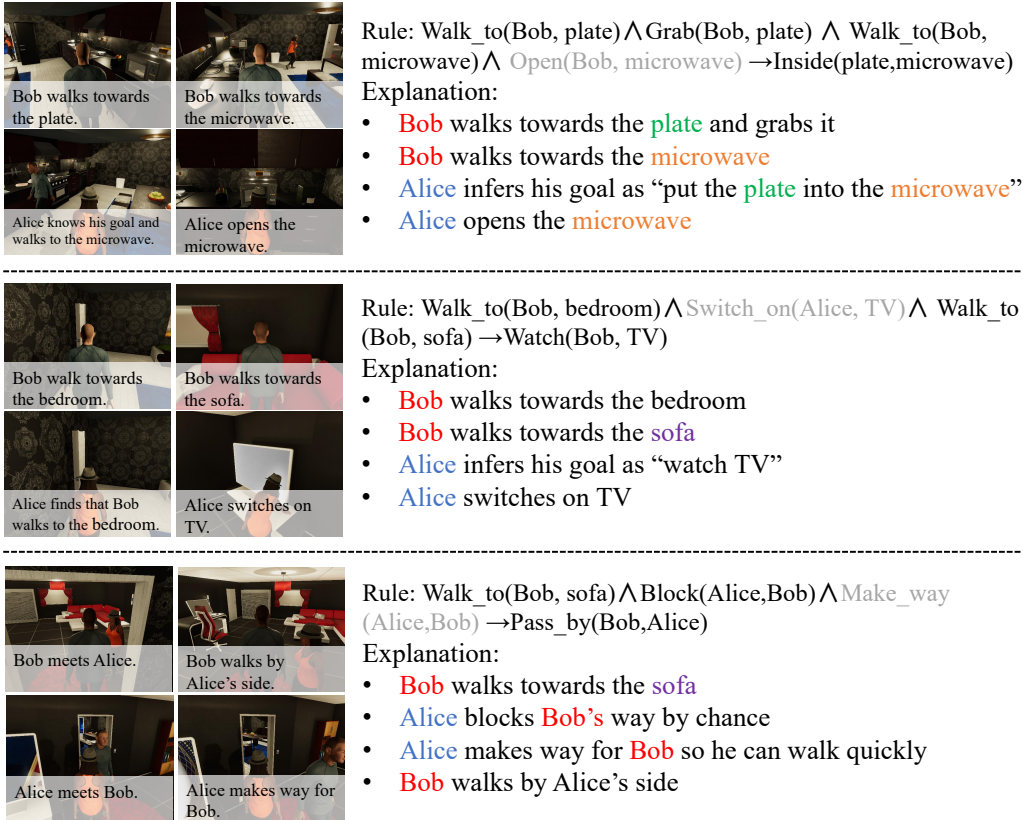 Bob walks towards
the plate.
Bob walks towards
the microwave.
Alice knows his goal and
walks to the microwave.
Alice opens the
microwave.
Rule: Walk_to(Bob, plate)∧Grab(Bob, plate) ∧ Walk_to(Bob,
microwave)∧ Open(Bob, microwave) →Inside(plate,microwave)
Explanation:
• Bob walks towards the plate and grabs it
• Bob walks towards the microwave
• Alice infers his goal as “put the plate into the microwave”
• Alice opens the microwave
Bob walk towards
the bedroom.
Bob walks towards
the sofa.
Alice finds that Bob
walks to the bedroom.
Alice switches on
TV.
Rule: Walk_to(Bob, bedroom)∧Switch_on(Alice, TV)∧ Walk_to
(Bob, sofa) →Watch(Bob, TV)
Explanation:
• Bob walks towards the bedroom
• Bob walks towards the sofa
• Alice infers his goal as “watch TV”
• Alice switches on TV
Bob meets Alice.
Bob walks by
Alice’s side.
Alice meets Bob.
Alice makes way for
Bob.
Rule: Walk_to(Bob, sofa)∧Block(Alice,Bob)∧Make_way
(Alice,Bob) →Pass_by(Bob,Alice)
Explanation:
• Bob walks towards the sofa
• Alice blocks Bob’s way by chance
• Alice makes way for Bob so he can walk quickly
• Bob walks by Alice’s side